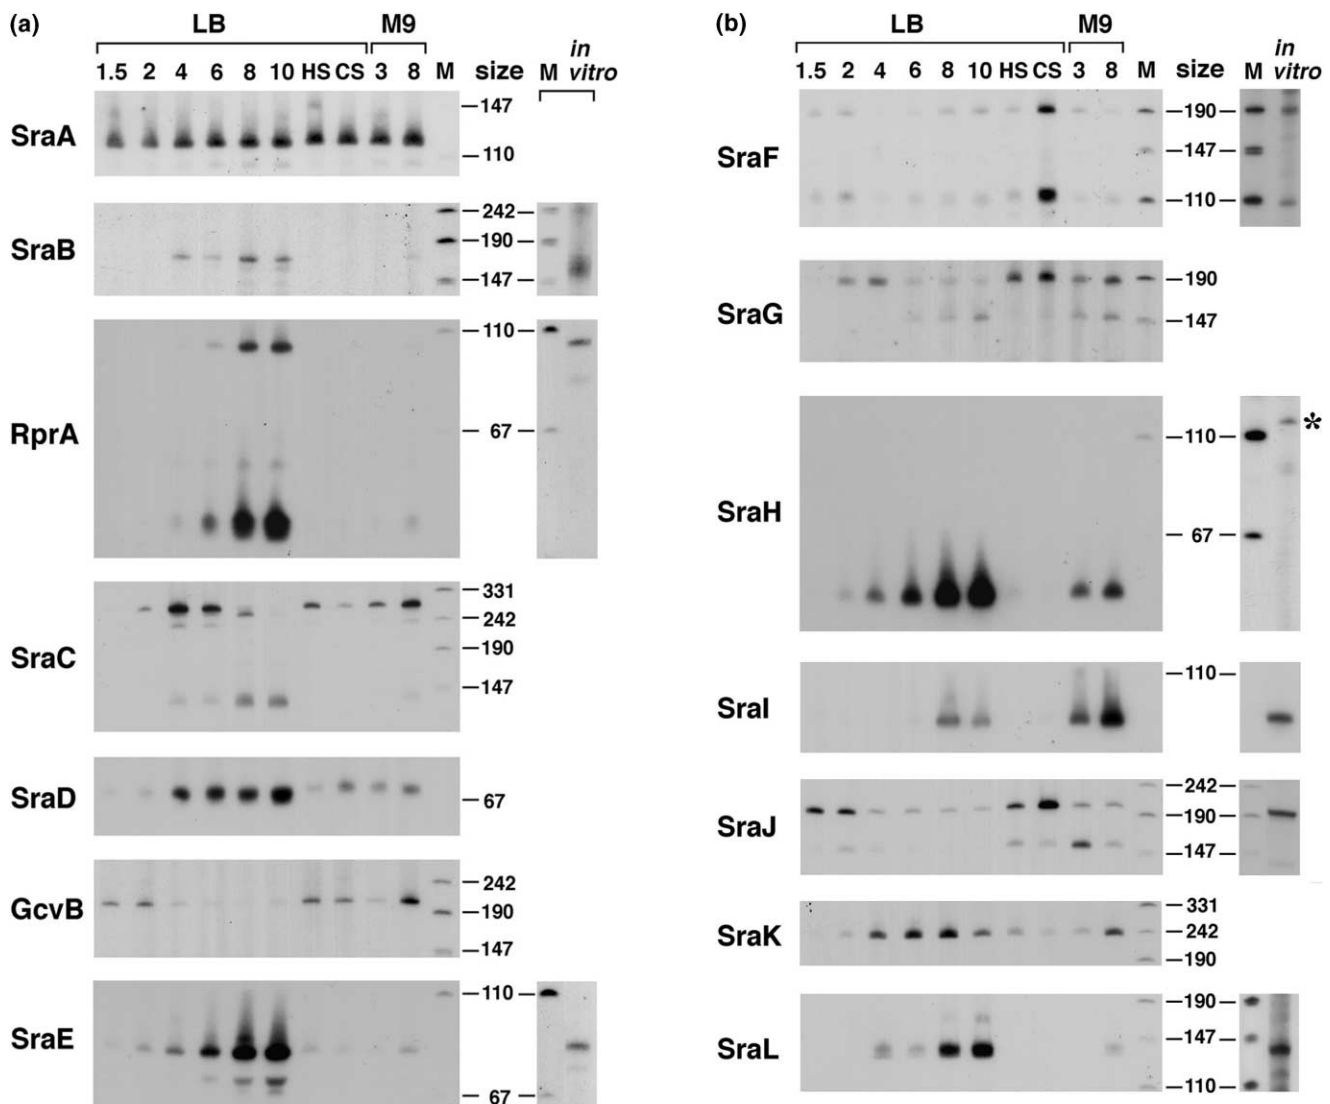 (a)
LB M9
1.5 2 4 6 8 10 HS CS 3 8 M size M in vitro
SraA
147
110
SraB
242
190
147
RprA
110
67
SraC
331
242
190
147
SraD
67
GcvB
242
190
147
SraE
110
67
(b)
LB M9
1.5 2 4 6 8 10 HS CS 3 8 M size M in vitro
SraF
190
147
110
SraG
190
147
SraH
110
*
67
SraI
110
SraJ
242
190
147
SraK
331
242
190
SraL
190
147
110